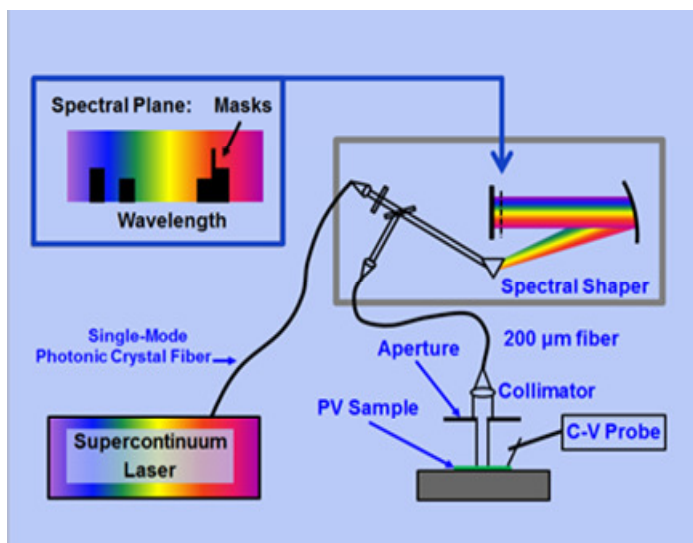 Spectral Plane: Masks
Wavelength
Spectral Shaper
Single-Mode
Photonic Crystal Fiber
200 µm fiber
Aperture
Collimator
PV Sample
C-V Probe
Supercontinuum
Laser